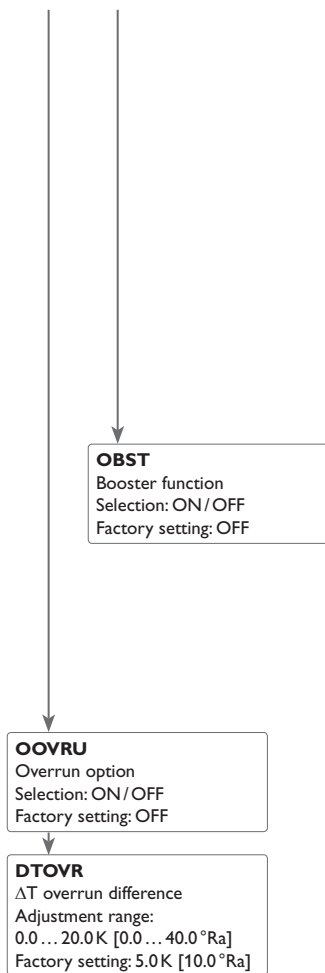 OBST
Booster function
Selection: ON / OFF
Factory setting: OFF
OOVRU
Overrun option
Selection: ON / OFF
Factory setting: OFF
DTOVR
ΔT overrun difference
Adjustment range:
0.0 … 20.0 K [0.0 … 40.0 °Ra]
Factory setting: 5.0 K [10.0 °Ra]